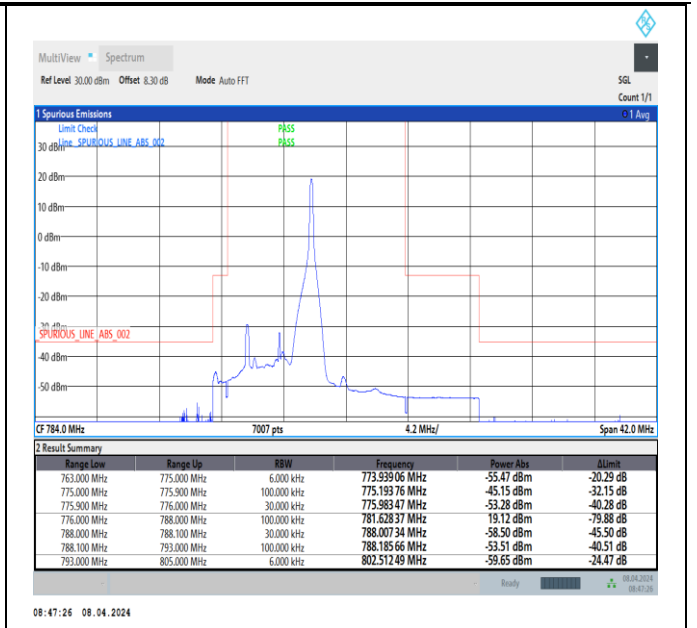 MultiView Spectrum
Ref Level 30.00 dBm Offset 8.30 dB Mode Auto FFT SGL
Count 1/1
1 Spurious Emissions 1 Avg
Limit Check PASS
Line _SPURIOUS_LINE_ABS_002 PASS
30 dBm
20 dBm
10 dBm
0 dBm
-10 dBm
-20 dBm
-30 dBm
SPURIOUS_LINE_ABS_002
-40 dBm
-50 dBm
CF 784.0 MHz 7007 pts 4.2 MHz/ Span 42.0 MHz
2 Result Summary
Range Low Range Up RBW Frequency Power Abs ΔLimit
763.000 MHz 775.000 MHz 6.000 kHz 773.93906 MHz -55.47 dBm -20.29 dB
775.000 MHz 775.900 MHz 100.000 kHz 775.19376 MHz -45.15 dBm -32.15 dB
775.900 MHz 776.000 MHz 30.000 kHz 775.98347 MHz -53.28 dBm -40.28 dB
776.000 MHz 788.000 MHz 100.000 kHz 781.62837 MHz 19.12 dBm -79.88 dB
788.000 MHz 788.100 MHz 30.000 kHz 788.00734 MHz -58.50 dBm -45.50 dB
788.100 MHz 793.000 MHz 100.000 kHz 788.18566 MHz -53.51 dBm -40.51 dB
793.000 MHz 805.000 MHz 6.000 kHz 802.51249 MHz -59.65 dBm -24.47 dB
Ready 08.04.2024
08:47:26
08:47:26 08.04.2024